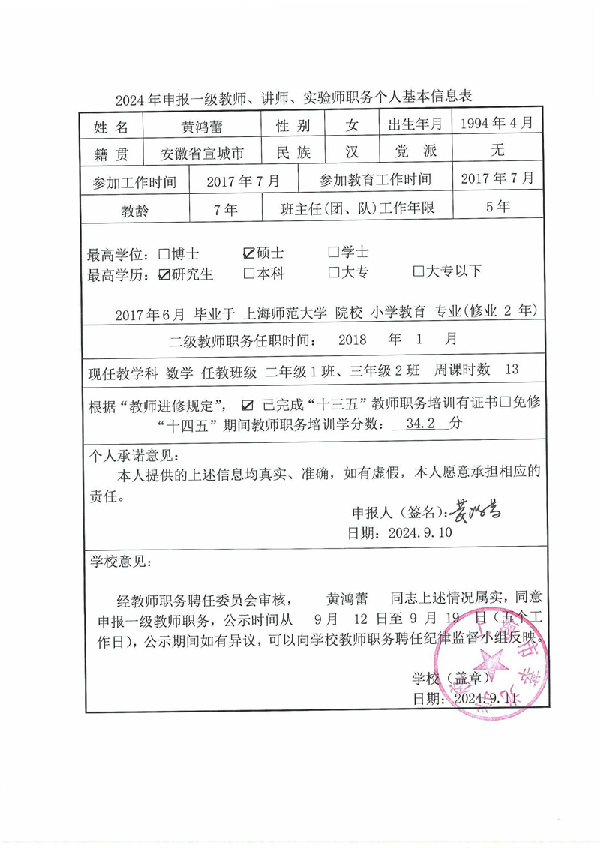 2024年申报一级教师、讲师、实验师职务个人基本信息表
姓 名 黄鸿蕾 性 别 女 出生年月 1994年4月
籍 贯 安徽省宣城市 民 族 汉 党 派 无
参加工作时间 2017年7月 参加教育工作时间 2017年7月
教龄 7年 班主任(团、队)工作年限 5年
最高学位：□博士 ☑硕士 □学士
最高学历：☑研究生 □本科 □大专 □大专以下
2017年6月 毕业于 上海师范大学 院校 小学教育 专业(修业 2 年)
二级教师职务任职时间： 2018 年 1 月
现任教学科 数学 任教班级 二年级1班、三年级2班 周课时数 13
根据“教师进修规定”，☑ 已完成“十三五”教师职务培训有证书□免修
“十四五”期间教师职务培训学分数： 34.2 分
个人承诺意见：
本人提供的上述信息均真实、准确，如有虚假，本人愿意承担相应的
责任。
申报人（签名）：黄鸿蕾
日期：2024.9.10
学校意见：
经教师职务聘任委员会审核， 黄鸿蕾 同志上述情况属实，同意
申报一级教师职务，公示时间从 9月 12日至9月19日（五个工
作日），公示期间如有异议，可以向学校教师职务聘任纪律监督小组反映。
学校（盖章）
日期：2024.9.11